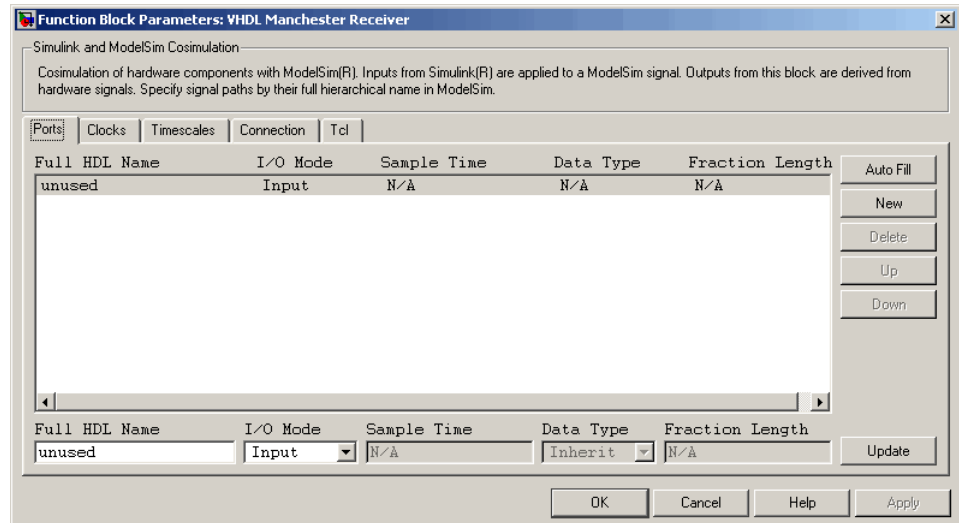 Function Block Parameters: VHDL Manchester Receiver
Simulink and ModelSim Cosimulation
Cosimulation of hardware components with ModelSim(R). Inputs from Simulink(R) are applied to a ModelSim signal. Outputs from this block are derived from
hardware signals. Specify signal paths by their full hierarchical name in ModelSim.
Ports Clocks Timescales Connection Tcl
Full HDL Name I/O Mode Sample Time Data Type Fraction Length
unused Input N/A N/A N/A
Auto Fill
New
Delete
Up
Down
Full HDL Name I/O Mode Sample Time Data Type Fraction Length
unused Input N/A Inherit N/A Update
OK Cancel Help Apply